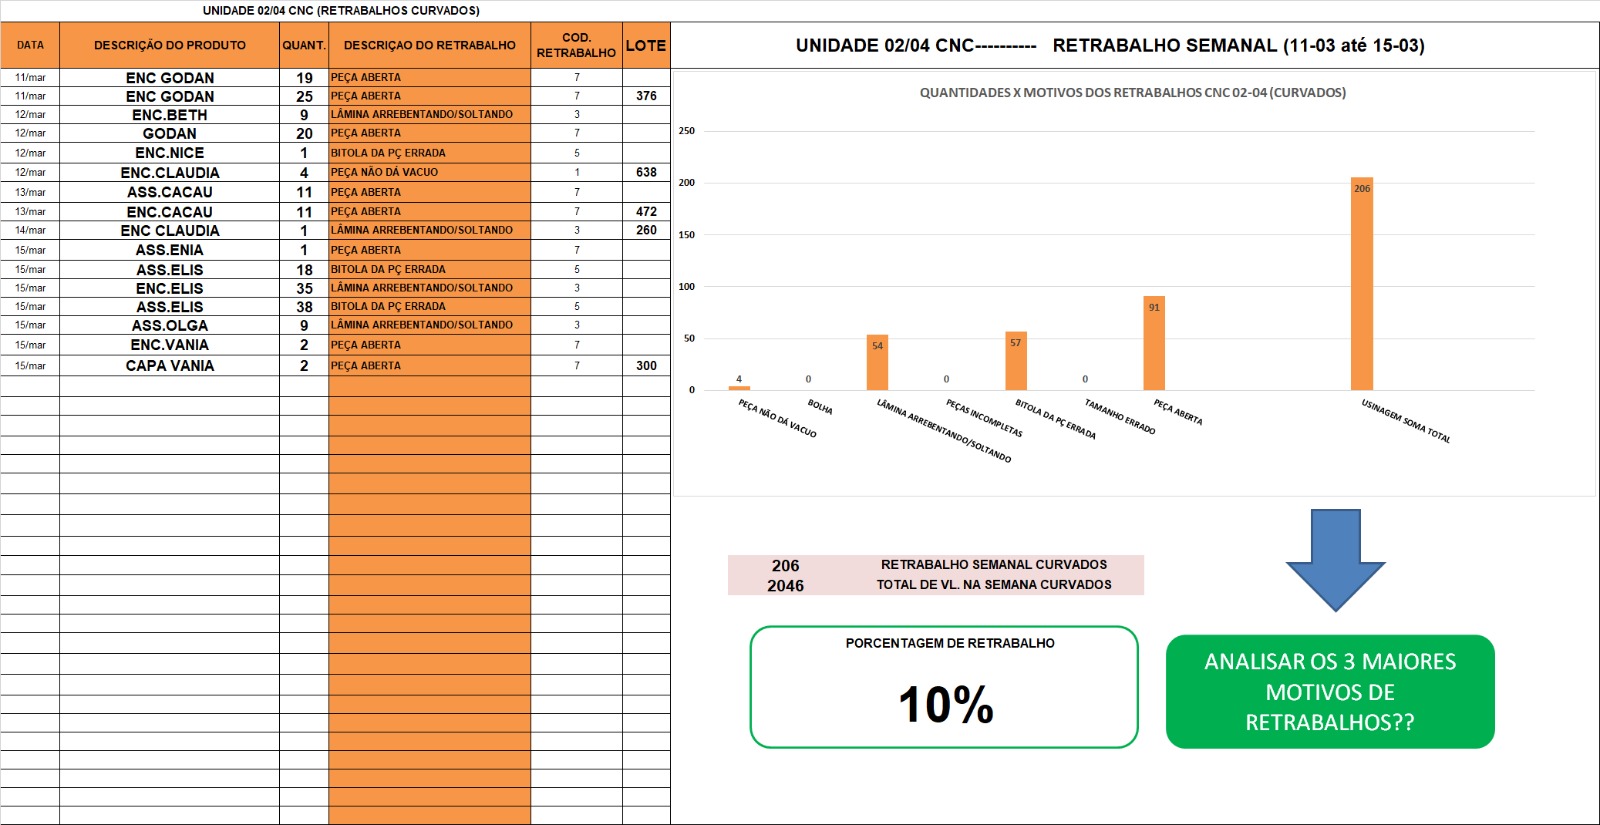 UNIDADE 02/04 CNC (RETRABALHOS CURVADOS)
DATA DESCRIÇÃO DO PRODUTO QUANT. DESCRIÇAO DO RETRABALHO COD. RETRABALHO LOTE
11/mar ENC GODAN 19 PEÇA ABERTA 7
11/mar ENC GODAN 25 PEÇA ABERTA 7 376
12/mar ENC.BETH 9 LÂMINA ARREBENTANDO/SOLTANDO 3
12/mar GODAN 20 PEÇA ABERTA 7
12/mar ENC.NICE 1 BITOLA DA PÇ ERRADA 5
12/mar ENC.CLAUDIA 4 PEÇA NÃO DÁ VACUO 1 638
13/mar ASS.CACAU 11 PEÇA ABERTA 7
13/mar ENC.CACAU 11 PEÇA ABERTA 7 472
14/mar ENC CLAUDIA 1 LÂMINA ARREBENTANDO/SOLTANDO 3 260
15/mar ASS.ENIA 1 PEÇA ABERTA 7
15/mar ASS.ELIS 18 BITOLA DA PÇ ERRADA 5
15/mar ENC.ELIS 35 LÂMINA ARREBENTANDO/SOLTANDO 3
15/mar ASS.ELIS 38 BITOLA DA PÇ ERRADA 5
15/mar ASS.OLGA 9 LÂMINA ARREBENTANDO/SOLTANDO 3
15/mar ENC.VANIA 2 PEÇA ABERTA 7
15/mar CAPA VANIA 2 PEÇA ABERTA 7 300
UNIDADE 02/04 CNC---------- RETRABALHO SEMANAL (11-03 até 15-03)
QUANTIDADES X MOTIVOS DOS RETRABALHOS CNC 02-04 (CURVADOS)
250
200
150
100
50
0
4 0 54 0 57 0 91 206
PEÇA NÃO DÁ VACUO
BOLHA
LÂMINA ARREBENTANDO/SOLTANDO
PEÇAS INCOMPLETAS
BITOLA DA PÇ ERRADA
TAMANHO ERRADO
PEÇA ABERTA
USINAGEM SOMA TOTAL
206 RETRABALHO SEMANAL CURVADOS
2046 TOTAL DE VL. NA SEMANA CURVADOS
PORCENTAGEM DE RETRABALHO
10%
ANALISAR OS 3 MAIORES
MOTIVOS DE
RETRABALHOS??